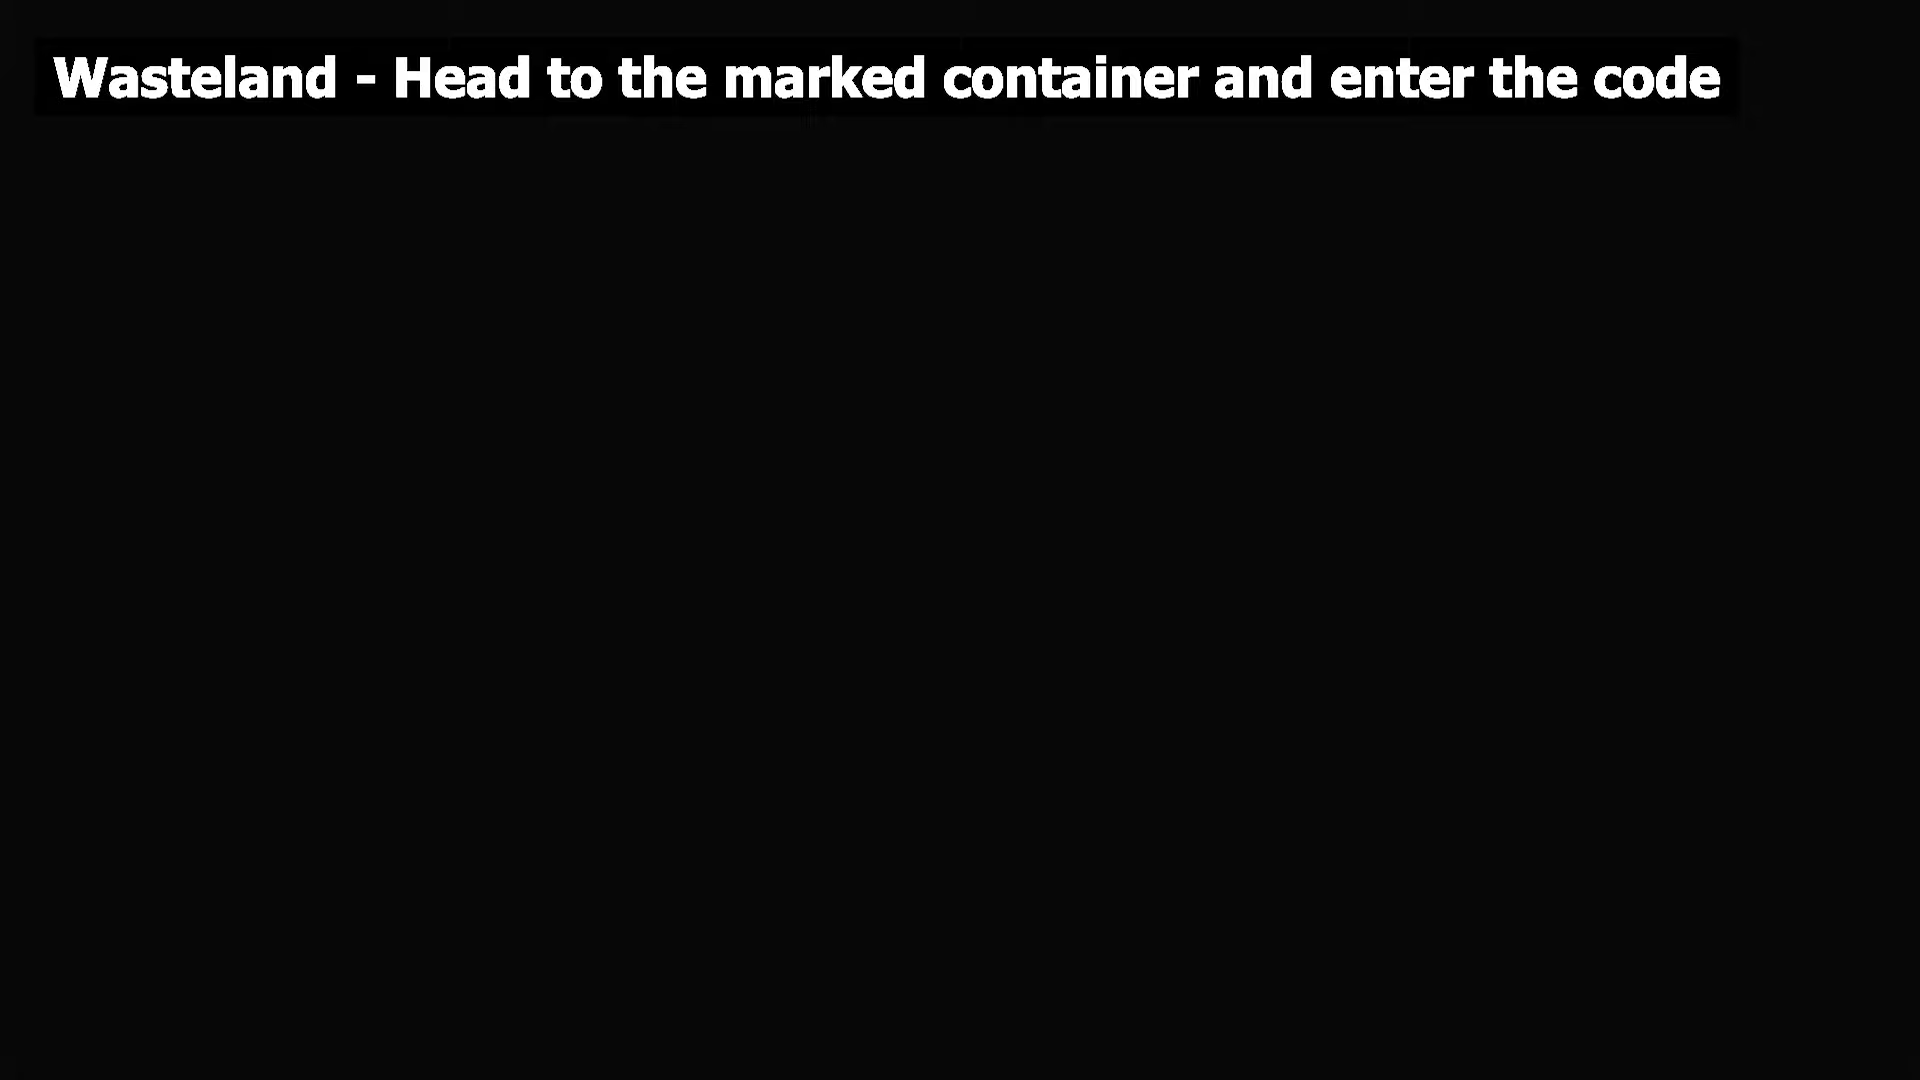 Wasteland - Head to the marked container and enter the code